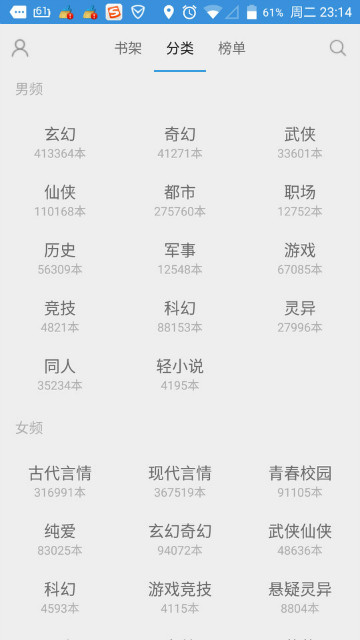 61
61% 周二 23:14
书架 分类 榜单
男频
玄幻 奇幻 武侠
413364本 41271本 33601本
仙侠 都市 职场
110168本 275760本 12752本
历史 军事 游戏
56309本 12548本 67085本
竞技 科幻 灵异
4821本 88153本 27996本
同人 轻小说
35234本 4195本
女频
古代言情 现代言情 青春校园
316991本 367519本 91105本
纯爱 玄幻奇幻 武侠仙侠
83025本 94072本 48636本
科幻 游戏竞技 悬疑灵异
4593本 4115本 8804本